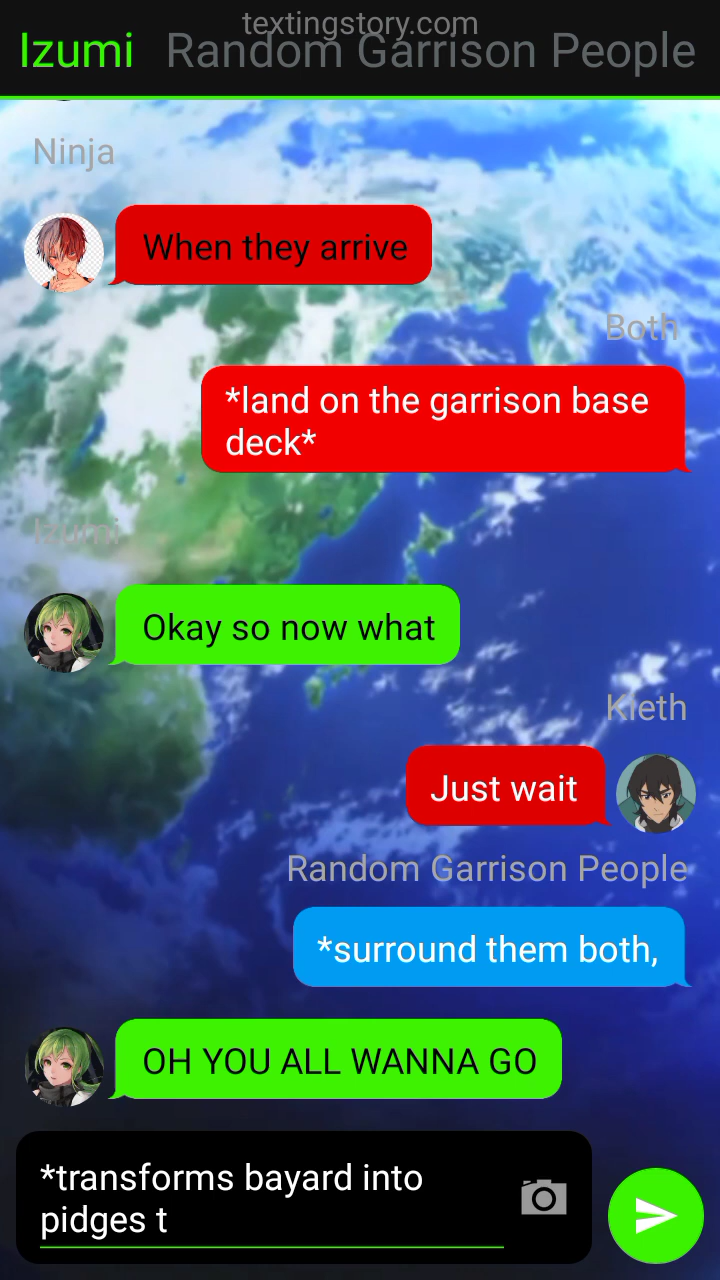 textingstory.com
Izumi Random Garrison People
Ninja
When they arrive
Both
*land on the garrison base
deck*
Izumi
Okay so now what
Kieth
Just wait
Random Garrison People
*surround them both,
OH YOU ALL WANNA GO
*transforms bayard into
pidges t